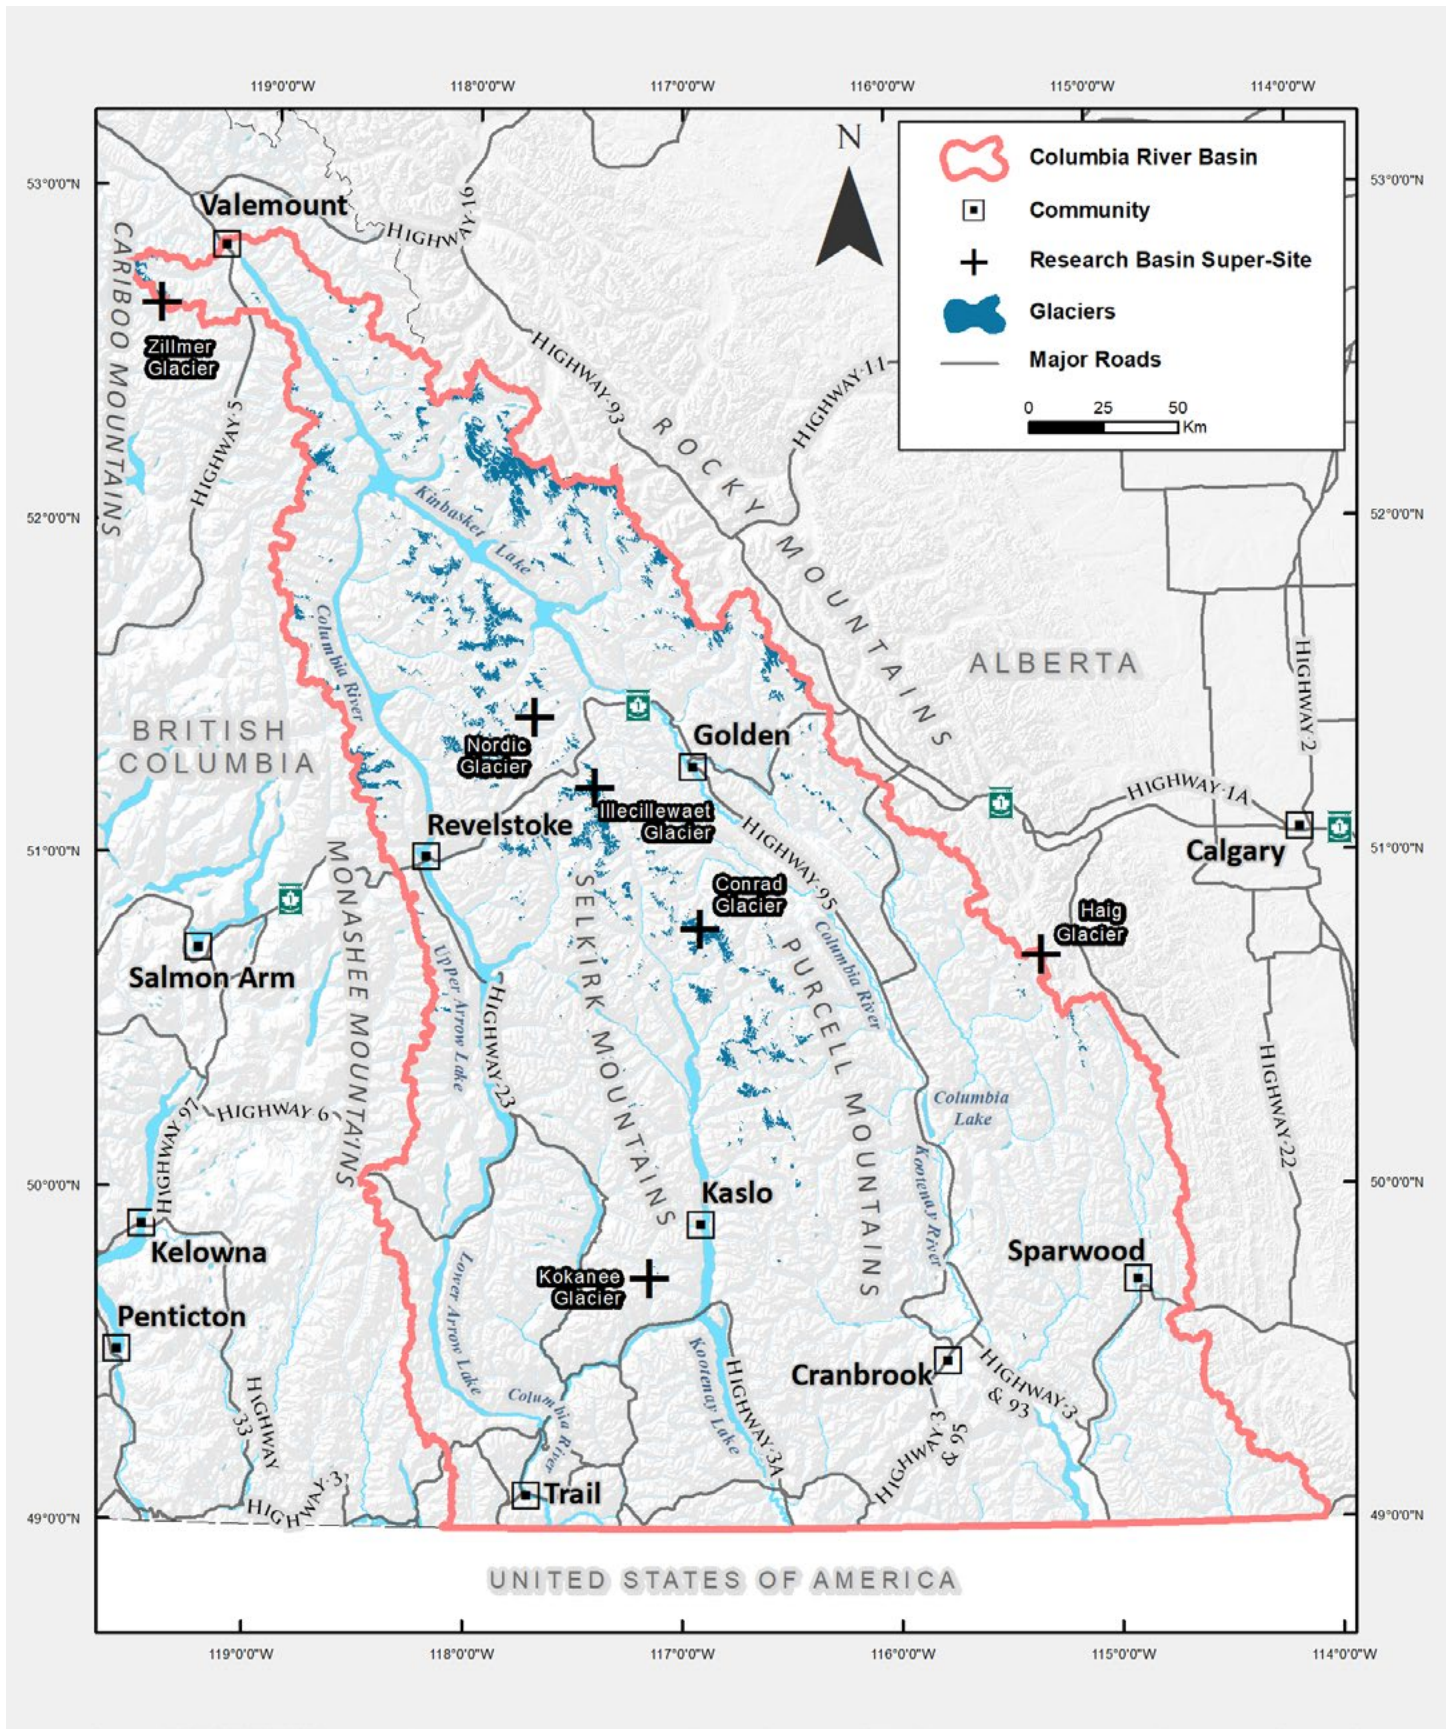 119°0'0"W 118°0'0"W 117°0'0"W 116°0'0"W 115°0'0"W 114°0'0"W
N
Columbia River Basin
Community
Research Basin Super-Site
Glaciers
Major Roads
0 25 50
Km
53°0'0"N
53°0'0"N
Valemount
HIGHWAY-16
CARIBOO MOUNTAINS
Zillmer
Glacier
HIGHWAY-5
HIGHWAY-93
HIGHWAY-11
ROCKY MOUNTAINS
52°0'0"N
52°0'0"N
Kinbasket Lake
Columbia River
ALBERTA
HIGHWAY-2
BRITISH
COLUMBIA
1
Nordic
Glacier
Golden
Illecillewaet
Glacier
HIGHWAY-1A
1
1
Calgary
Revelstoke
51°0'0"N
51°0'0"N
HIGHWAY-95
MONASHEE MOUNTAINS
1
SELKIRK MOUNTAINS
Conrad
Glacier
Haig
Glacier
Salmon Arm
Upper Arrow Lake
PURCELL MOUNTAINS
Columbia River
HIGHWAY-23
HIGHWAY-22
HIGHWAY 97
HIGHWAY 6
Columbia
Lake
50°0'0"N
50°0'0"N
Kootenay River
Kaslo
Kelowna
Sparwood
Kokanee
Glacier
Lower Arrow Lake
Penticton
Kootenay Lake
HIGHWAY-3A
Cranbrook
HIGHWAY-3
& 93
HIGHWAY
33
Columbia River
HIGHWAY-3
& 95
HIGHWAY-3
Trail
49°0'0"N
49°0'0"N
UNITED STATES OF AMERICA
119°0'0"W 118°0'0"W 117°0'0"W 116°0'0"W 115°0'0"W 114°0'0"W